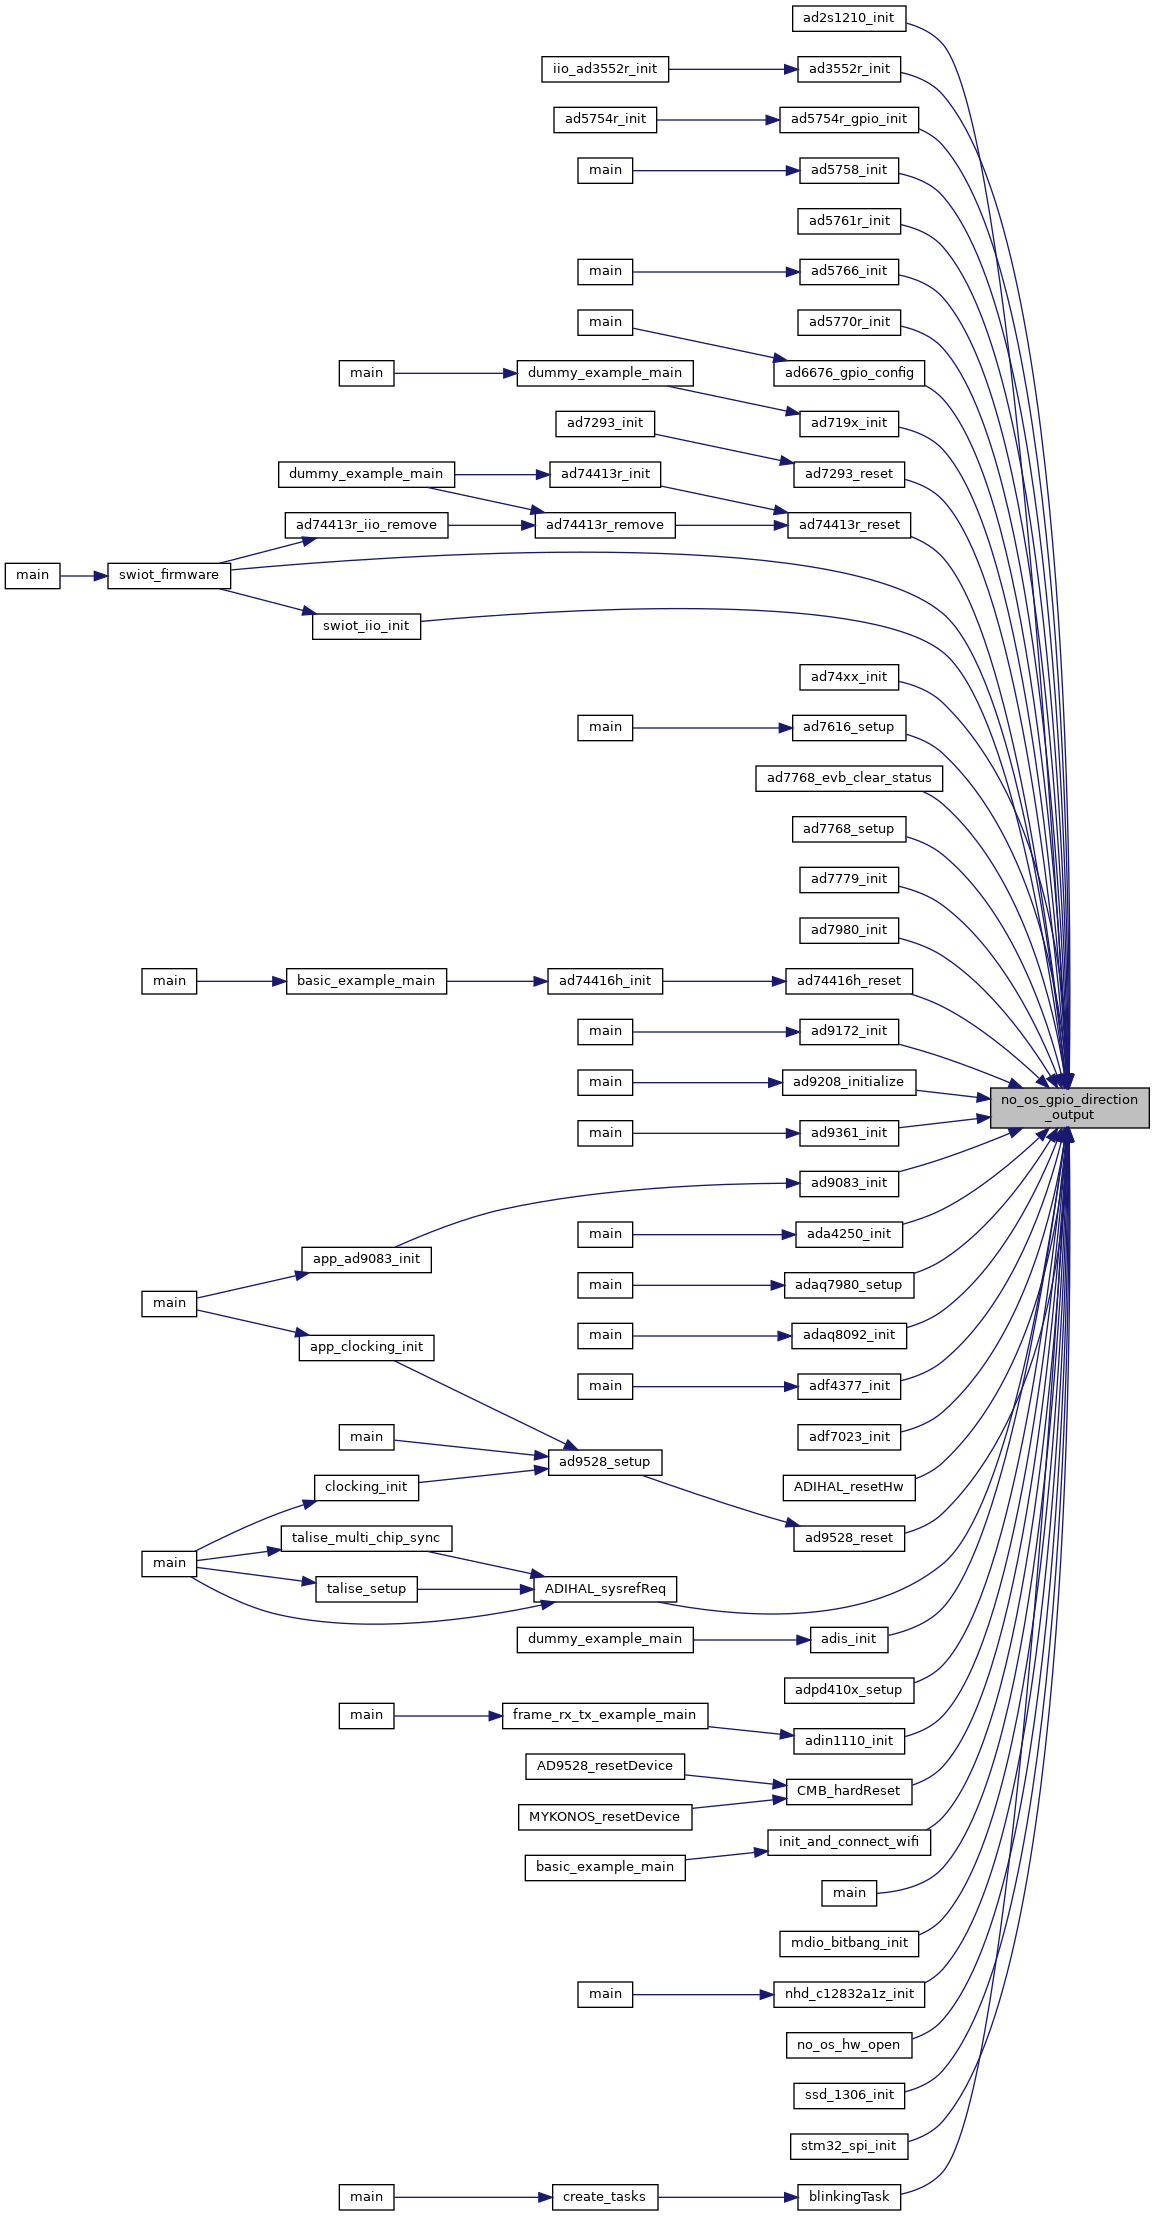 ad2s1210_init
iio_ad3552r_init
ad3552r_init
ad5754r_init
ad5754r_gpio_init
main
ad5758_init
ad5761r_init
main
ad5766_init
main
ad5770r_init
main
dummy_example_main
ad6676_gpio_config
ad7293_init
ad719x_init
dummy_example_main
ad74413r_init
ad7293_reset
ad74413r_iio_remove
ad74413r_remove
ad74413r_reset
main
swiot_firmware
swiot_iio_init
ad74xx_init
main
ad7616_setup
ad7768_evb_clear_status
ad7768_setup
ad7779_init
ad7980_init
main
basic_example_main
ad74416h_init
ad74416h_reset
main
ad9172_init
main
ad9208_initialize
no_os_gpio_direction
_output
main
ad9361_init
ad9083_init
main
ada4250_init
app_ad9083_init
main
adaq7980_setup
main
main
adaq8092_init
app_clocking_init
main
adf4377_init
main
adf7023_init
ad9528_setup
clocking_init
ADIHAL_resetHw
talise_multi_chip_sync
ad9528_reset
main
talise_setup
ADIHAL_sysrefReq
dummy_example_main
adis_init
adpd410x_setup
main
frame_rx_tx_example_main
adin1110_init
AD9528_resetDevice
CMB_hardReset
MYKONOS_resetDevice
init_and_connect_wifi
basic_example_main
main
mdio_bitbang_init
main
nhd_c12832a1z_init
no_os_hw_open
ssd_1306_init
stm32_spi_init
main
create_tasks
blinkingTask